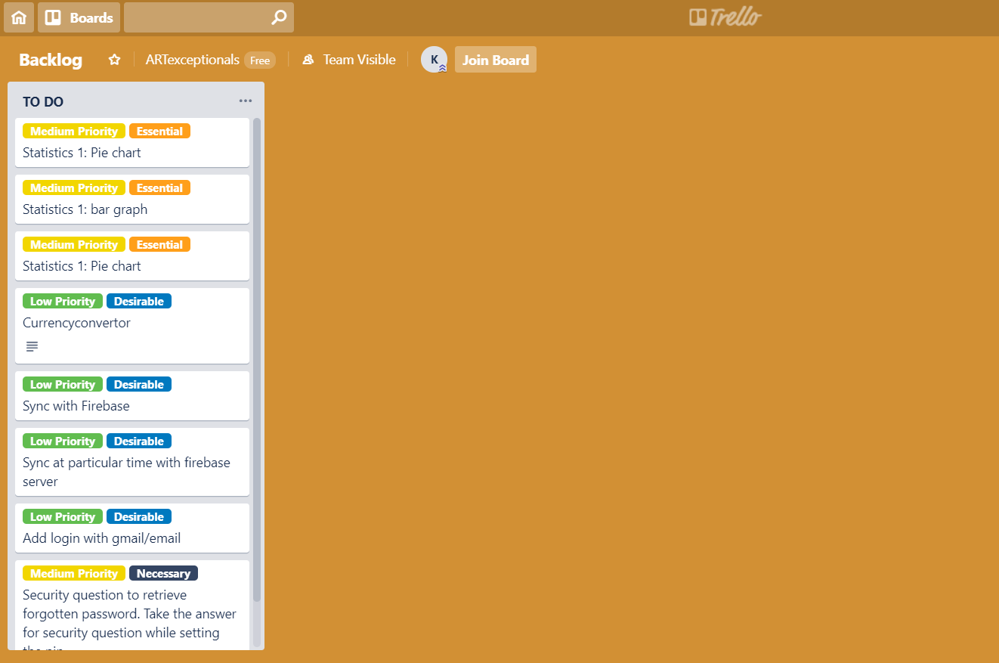 Boards
Trello
Backlog
ARTexceptionals Free
Team Visible
K
Join Board
TO DO
Medium Priority Essential
Statistics 1: Pie chart
Medium Priority Essential
Statistics 1: bar graph
Medium Priority Essential
Statistics 1: Pie chart
Low Priority Desirable
Currencyconvertor
Low Priority Desirable
Sync with Firebase
Low Priority Desirable
Sync at particular time with firebase
server
Low Priority Desirable
Add login with gmail/email
Medium Priority Necessary
Security question to retrieve
forgotten password. Take the answer
for security question while setting
the pin